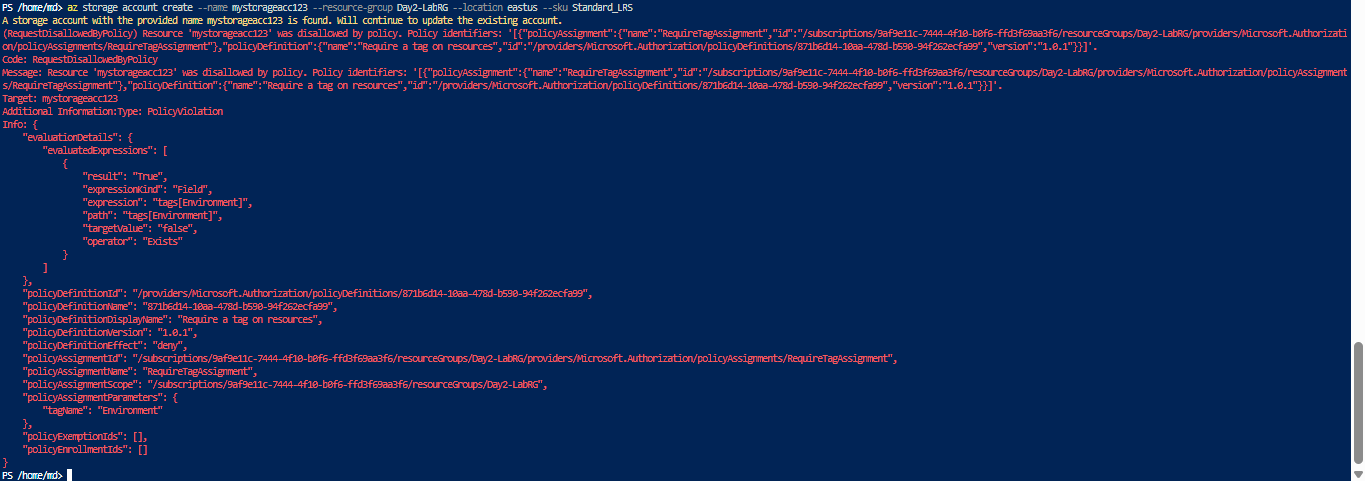 PS /home/md> az storage account create --name mystorageacc123 --resource-group Day2-LabRG --location eastus --sku Standard_LRS
A storage account with the provided name mystorageacc123 is found. Will continue to update the existing account.
(RequestDisallowedByPolicy) Resource 'mystorageacc123' was disallowed by policy. Policy identifiers: '[{"policyAssignment":{"name":"RequireTagAssignment","id":"/subscriptions/9af9e11c-7444-4f10-b0f6-ffd3f69aa3f6/resourceGroups/Day2-LabRG/providers/Microsoft.Authorizati
on/policyAssignments/RequireTagAssignment"},"policyDefinition":{"name":"Require a tag on resources","id":"/providers/Microsoft.Authorization/policyDefinitions/871b6d14-10aa-478d-b590-94f262ecfa99","version":"1.0.1"}}]'.
Code: RequestDisallowedByPolicy
Message: Resource 'mystorageacc123' was disallowed by policy. Policy identifiers: '[{"policyAssignment":{"name":"RequireTagAssignment","id":"/subscriptions/9af9e11c-7444-4f10-b0f6-ffd3f69aa3f6/resourceGroups/Day2-LabRG/providers/Microsoft.Authorization/policyAssignment
s/RequireTagAssignment"},"policyDefinition":{"name":"Require a tag on resources","id":"/providers/Microsoft.Authorization/policyDefinitions/871b6d14-10aa-478d-b590-94f262ecfa99","version":"1.0.1"}}]'.
Target: mystorageacc123
Additional Information:Type: PolicyViolation
Info: {
    "evaluationDetails": {
        "evaluatedExpressions": [
            {
                "result": "True",
                "expressionKind": "Field",
                "expression": "tags[Environment]",
                "path": "tags[Environment]",
                "targetValue": "false",
                "operator": "Exists"
            }
        ]
    },
    "policyDefinitionId": "/providers/Microsoft.Authorization/policyDefinitions/871b6d14-10aa-478d-b590-94f262ecfa99",
    "policyDefinitionName": "871b6d14-10aa-478d-b590-94f262ecfa99",
    "policyDefinitionDisplayName": "Require a tag on resources",
    "policyDefinitionVersion": "1.0.1",
    "policyDefinitionEffect": "deny",
    "policyAssignmentId": "/subscriptions/9af9e11c-7444-4f10-b0f6-ffd3f69aa3f6/resourceGroups/Day2-LabRG/providers/Microsoft.Authorization/policyAssignments/RequireTagAssignment",
    "policyAssignmentName": "RequireTagAssignment",
    "policyAssignmentScope": "/subscriptions/9af9e11c-7444-4f10-b0f6-ffd3f69aa3f6/resourceGroups/Day2-LabRG",
    "policyAssignmentParameters": {
        "tagName": "Environment"
    },
    "policyExemptionIds": [],
    "policyEnrollmentIds": []
}
PS /home/md>